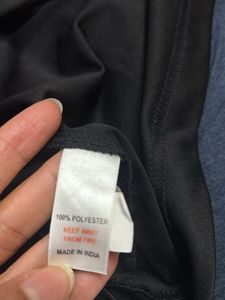 100% POLYESTER
KEEP AWAY
FROM FIRE
MADE IN INDIA